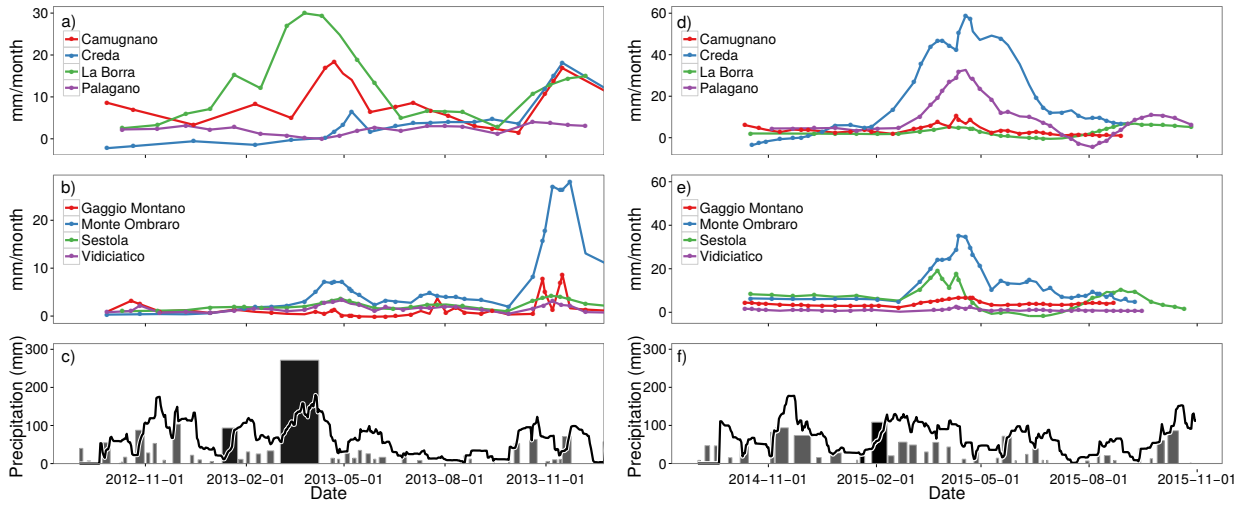 a)
mm/month
30
20
10
0
Camugnano
Creda
La Borra
Palagano
d)
mm/month
60
40
20
0
Camugnano
Creda
La Borra
Palagano
b)
mm/month
20
10
0
Gaggio Montano
Monte Ombraro
Sestola
Vidiciatico
e)
mm/month
60
40
20
0
Gaggio Montano
Monte Ombraro
Sestola
Vidiciatico
c)
Precipitation (mm)
300
200
100
0
2012-11-01 2013-02-01 2013-05-01 2013-08-01 2013-11-01
Date
f)
Precipitation (mm)
300
200
100
0
2014-11-01 2015-02-01 2015-05-01 2015-08-01 2015-11-01
Date